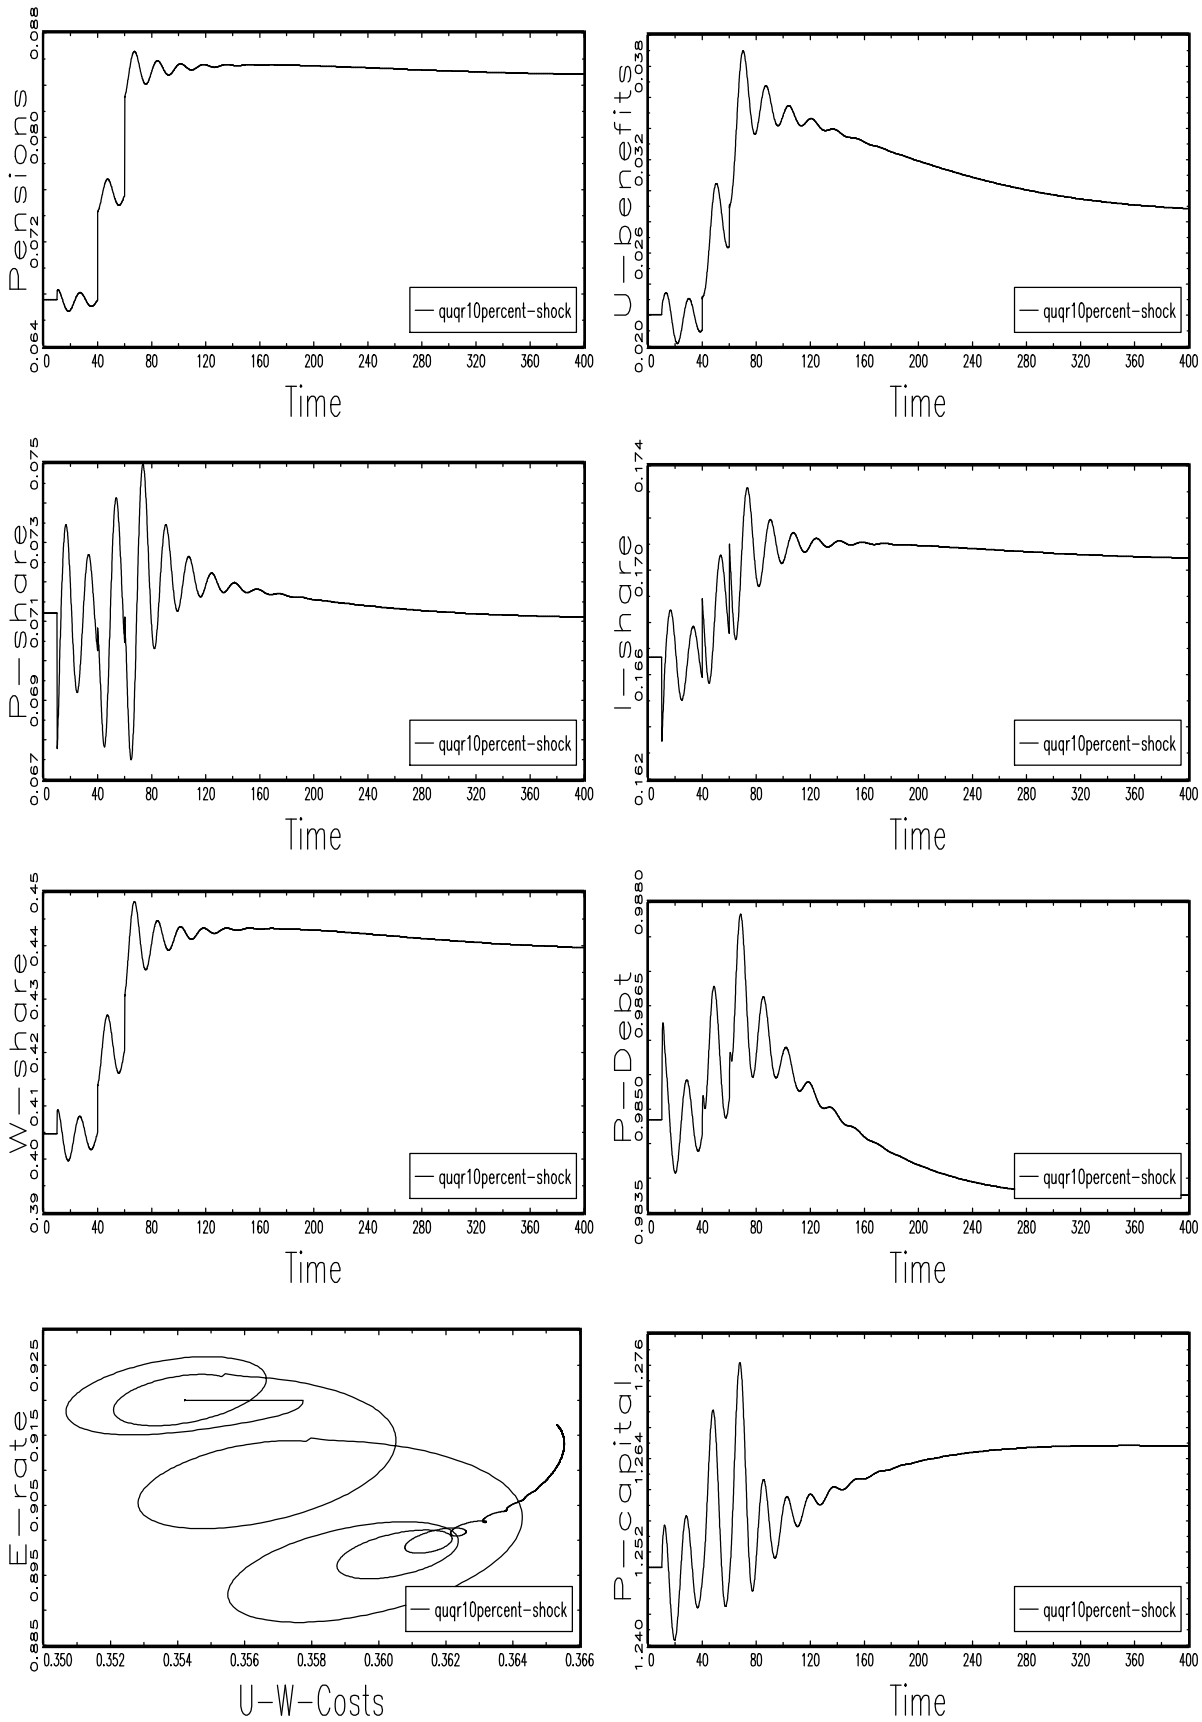 Pensions
0.064 0.072 0.080 0.088
0 40 80 120 160 200 240 280 320 360 400
Time
quqr10percent-shock
U-benefits
0.020 0.026 0.032 0.038
0 40 80 120 160 200 240 280 320 360 400
Time
quqr10percent-shock
P-share
0.067 0.069 0.071 0.073 0.075
0 40 80 120 160 200 240 280 320 360 400
Time
quqr10percent-shock
I-share
0.162 0.166 0.170 0.174
0 40 80 120 160 200 240 280 320 360 400
Time
quqr10percent-shock
W-share
0.39 0.40 0.41 0.42 0.43 0.44 0.45
0 40 80 120 160 200 240 280 320 360 400
Time
quqr10percent-shock
P-Debt
0.9835 0.9850 0.9865 0.9880
0 40 80 120 160 200 240 280 320 360 400
Time
quqr10percent-shock
E-rate
0.885 0.895 0.905 0.915 0.925
0.350 0.352 0.354 0.356 0.358 0.360 0.362 0.364 0.366
U-W-Costs
quqr10percent-shock
P-capital
1.240 1.252 1.264 1.276
0 40 80 120 160 200 240 280 320 360 400
Time
quqr10percent-shock